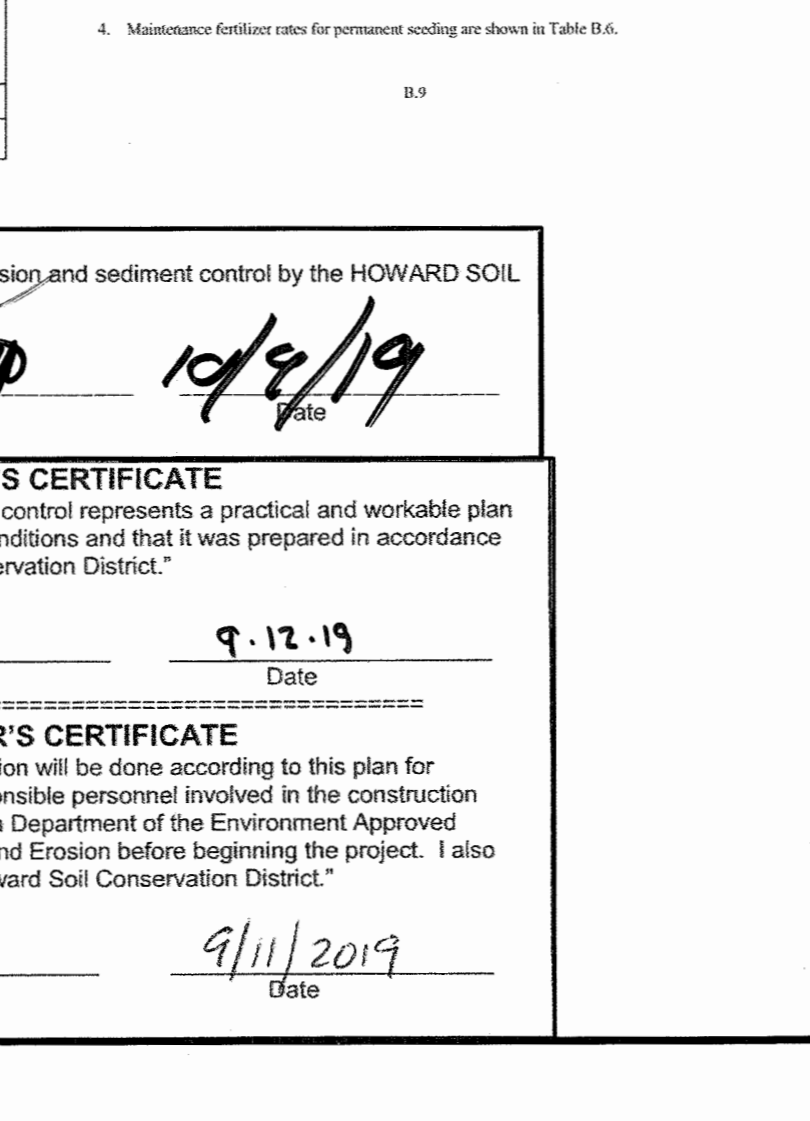 4. Maintenance fertilizer rates for permanent seeding are shown in Table B.6.
B.9
sion and sediment control by the HOWARD SOIL
10/9/19
Date
S CERTIFICATE
control represents a practical and workable plan
nditions and that it was prepared in accordance
ervation District."
9.12.19
Date
R'S CERTIFICATE
ion will be done according to this plan for
onsible personnel involved in the construction
Department of the Environment Approved
nd Erosion before beginning the project. I also
ward Soil Conservation District."
9/11/2019
Date